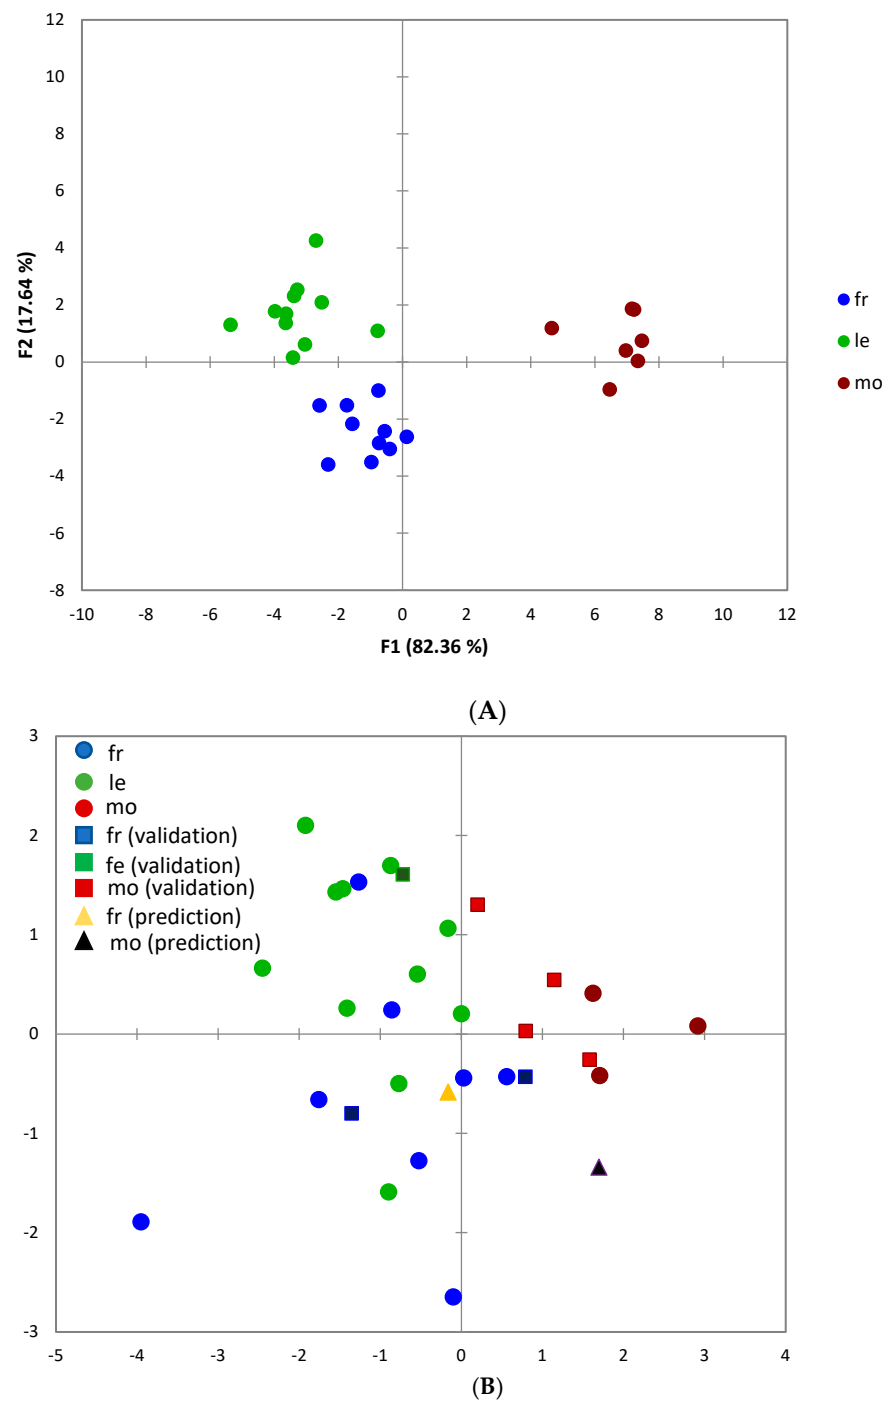 12
10
8
6
4
2
0
-2
-4
-6
-8
F2 (17.64 %)
-10 -8 -6 -4 -2 0 2 4 6 8 10 12
F1 (82.36 %)
fr
le
mo
(A)
3
2
1
0
-1
-2
-3
fr
le
mo
fr (validation)
fe (validation)
mo (validation)
fr (prediction)
mo (prediction)
-5 -4 -3 -2 -1 0 1 2 3 4
(B)